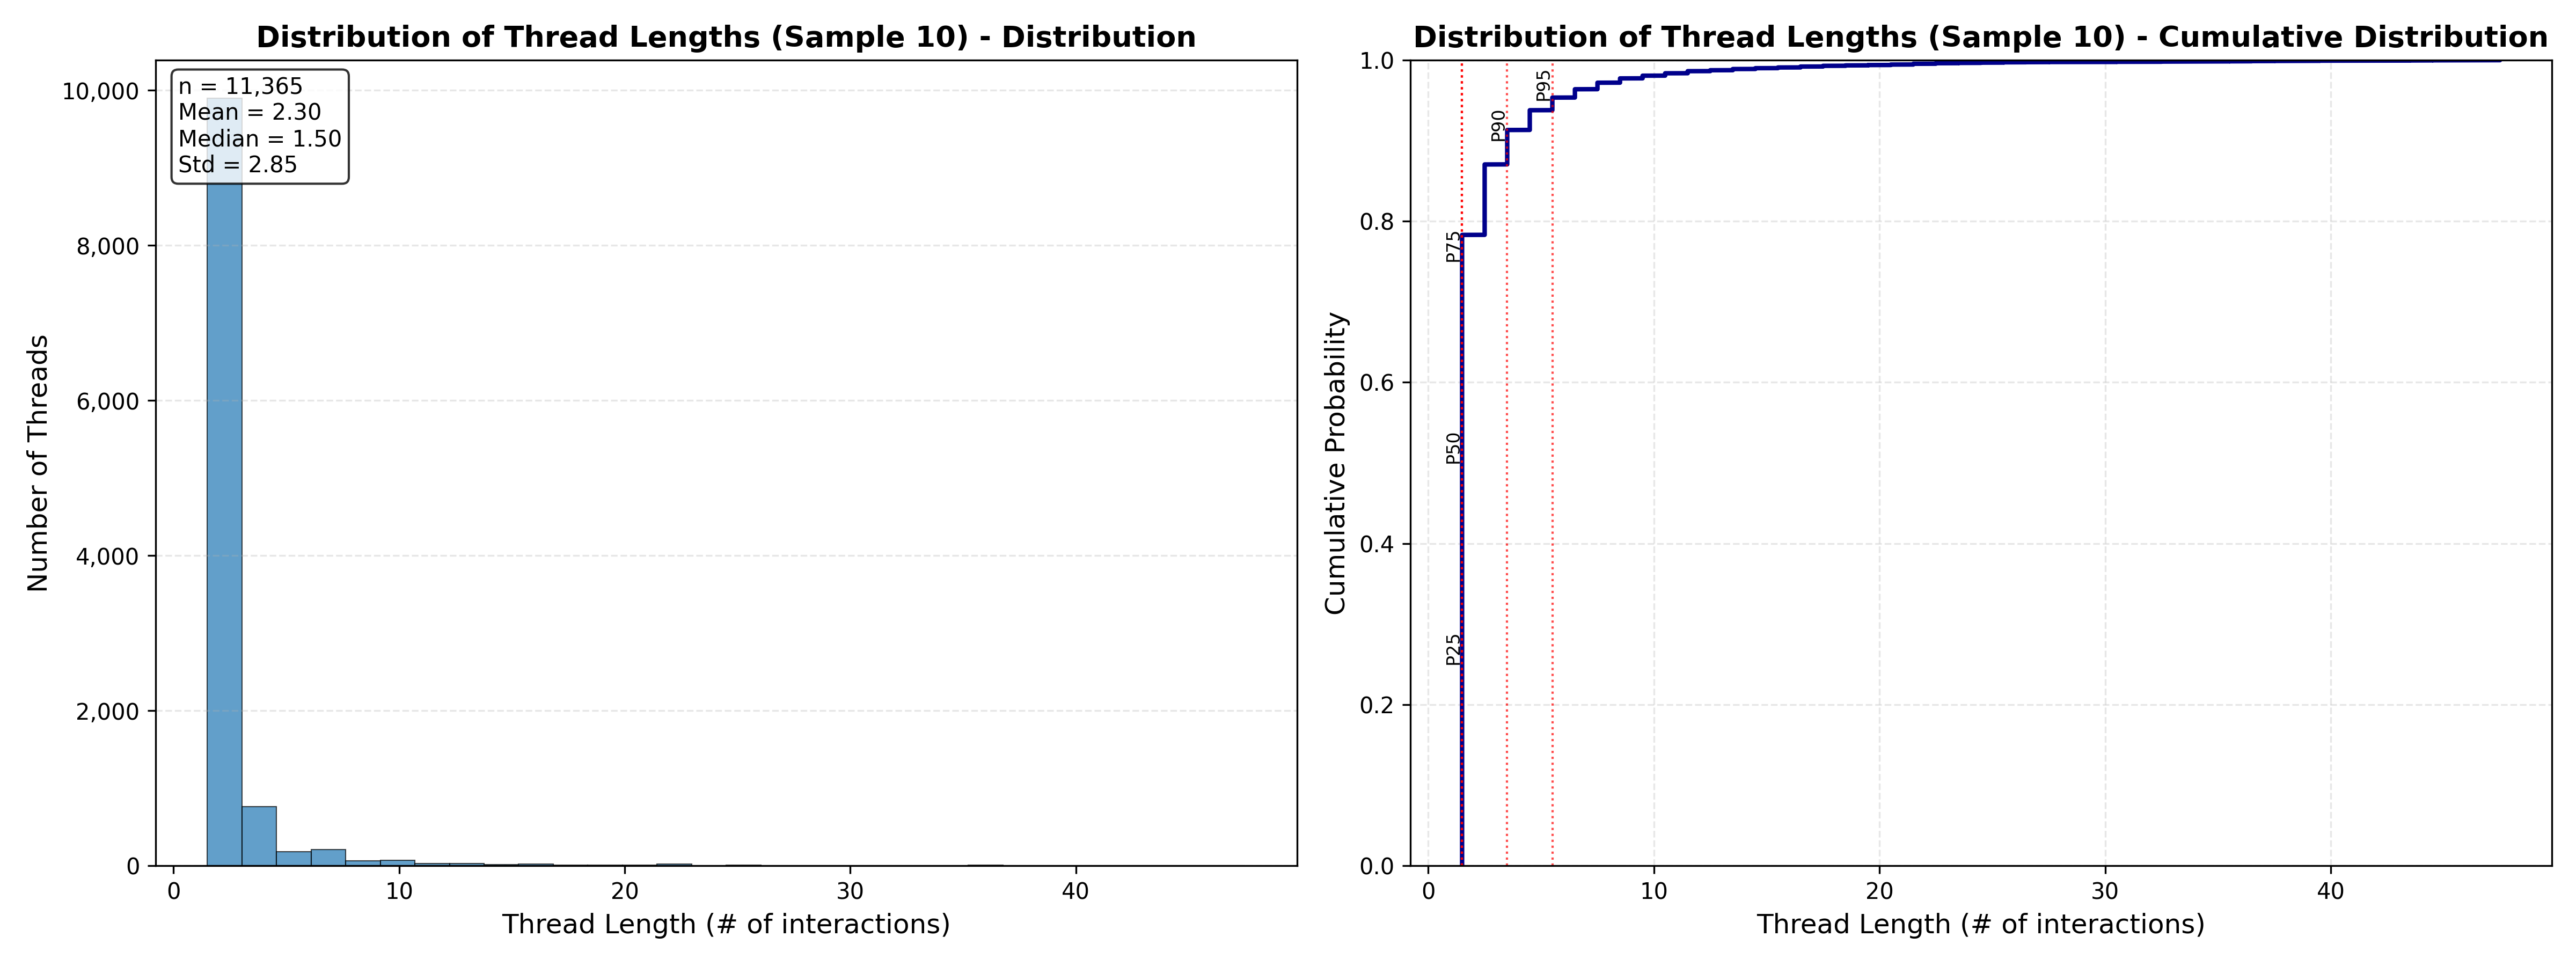 Distribution of Thread Lengths (Sample 10) - Distribution
n = 11,365
Mean = 2.30
Median = 1.50
Std = 2.85
10,000
8,000
6,000
4,000
2,000
0
Number of Threads
0 10 20 30 40
Thread Length (# of interactions)
Distribution of Thread Lengths (Sample 10) - Cumulative Distribution
1.0
0.8
0.6
0.4
0.2
0.0
Cumulative Probability
P95
P90
P75
P50
P25
0 10 20 30 40
Thread Length (# of interactions)